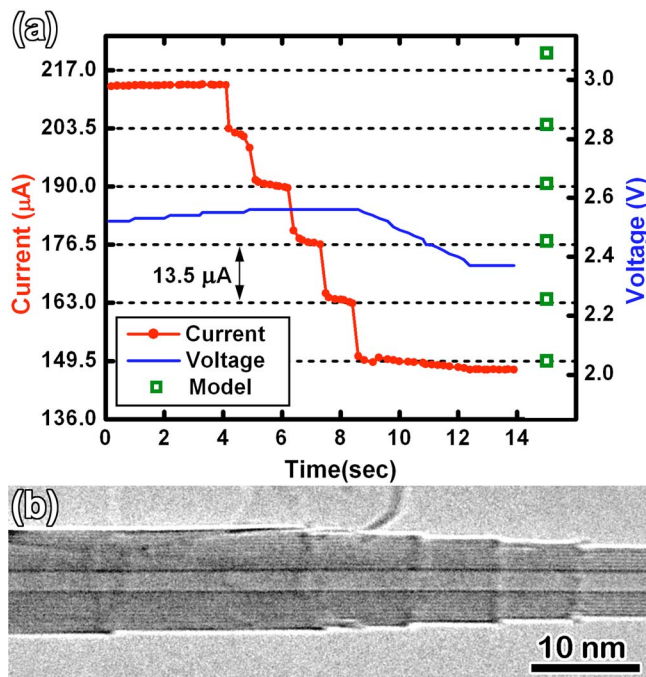 (a)
217.0
203.5
190.0
176.5
163.0
149.5
136.0
Current (μA)
3.0
2.8
2.6
2.4
2.2
2.0
Voltage (V)
13.5 μA
Current
Voltage
Model
0 2 4 6 8 10 12 14
Time(sec)
(b)
10 nm